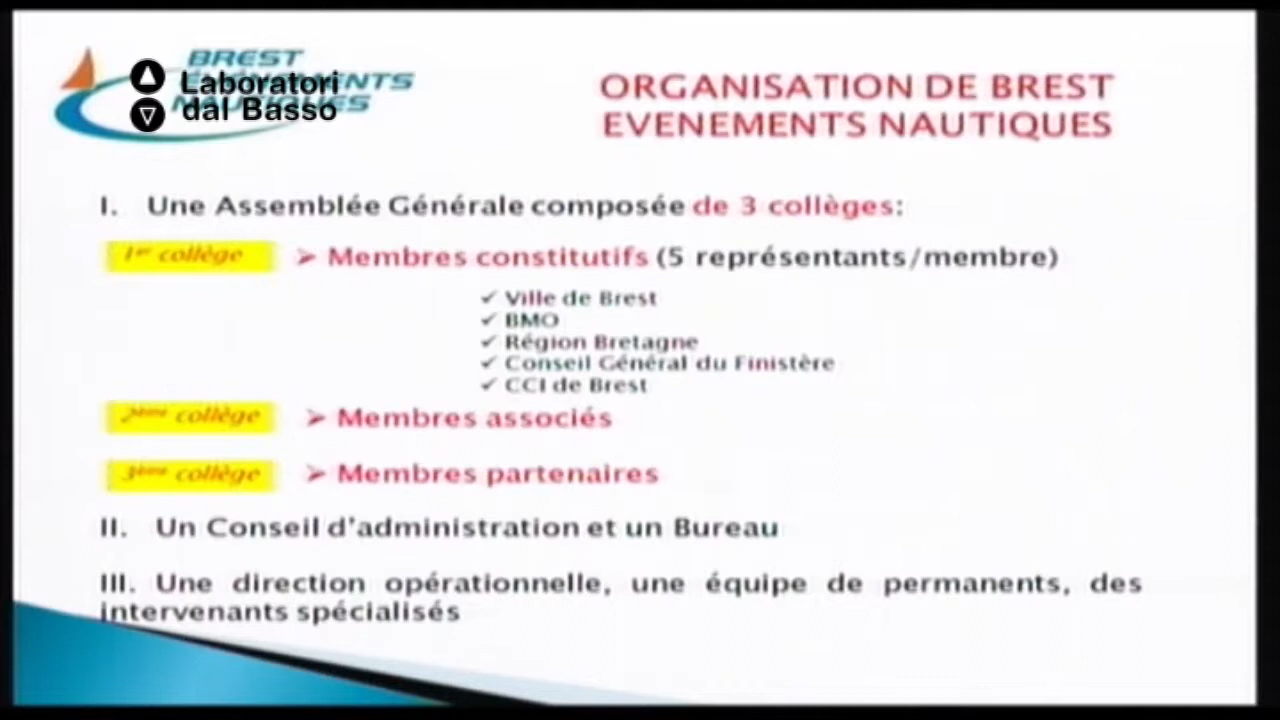 BREST
ÉVÉNEMENTS
NAUTIQUES
Laboratori
dal Basso
ORGANISATION DE BREST
EVENEMENTS NAUTIQUES
I. Une Assemblée Générale composée de 3 collèges:
1er collège ➢ Membres constitutifs (5 représentants/membre)
✓ Ville de Brest
✓ BMO
✓ Région Bretagne
✓ Conseil Général du Finistère
✓ CCI de Brest
2ème collège ➢ Membres associés
3ème collège ➢ Membres partenaires
II. Un Conseil d'administration et un Bureau
III. Une direction opérationnelle, une équipe de permanents, des
intervenants spécialisés